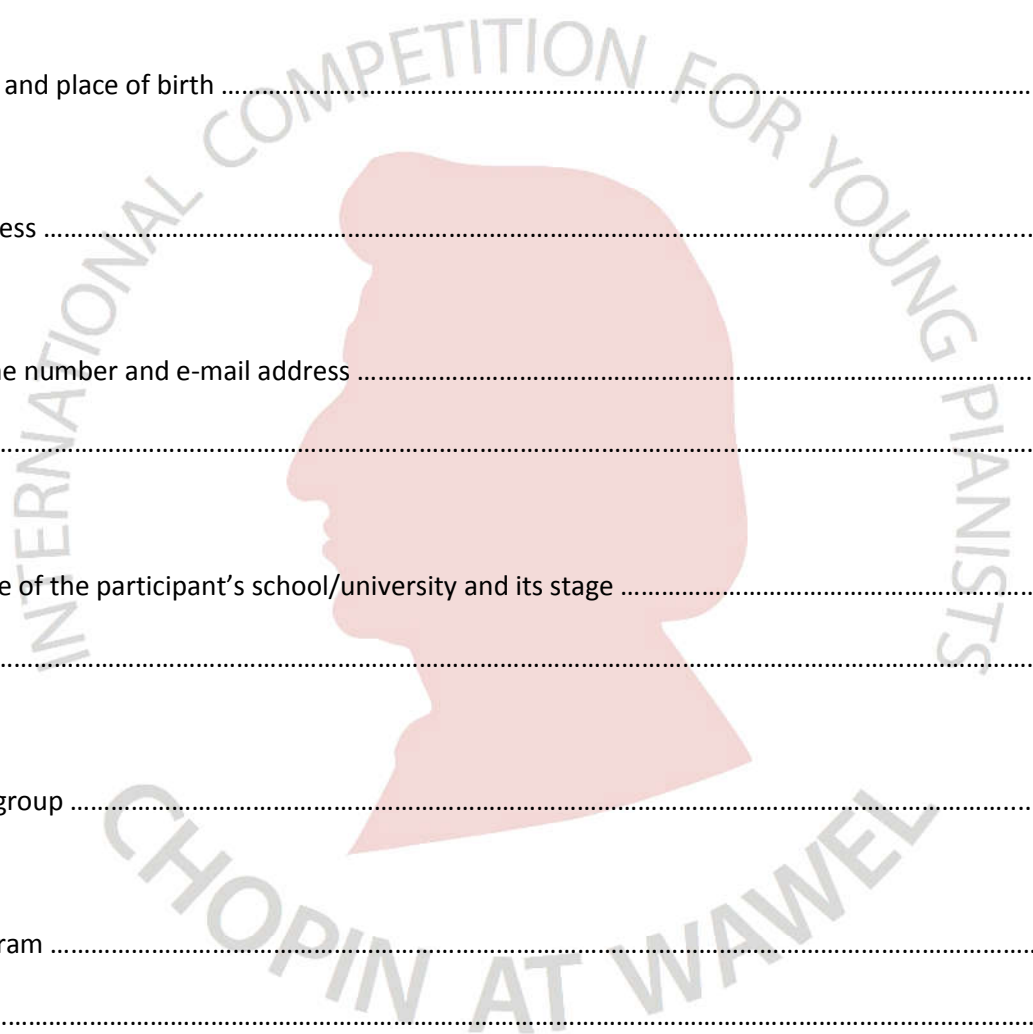 INTERNATIONAL COMPETITION FOR YOUNG PIANISTS
and place of birth ……………………………………………………………………………
ess ……………………………………………………………………………
ne number and e-mail address ……………………………………………………………
……………………………………………………………………………
e of the participant’s school/university and its stage ……………………………………
……………………………………………………………………………
group ……………………………………………………………………………
ram ……………………………………………………………………………
……………………………………………………………………………
CHOPIN AT WAWEL